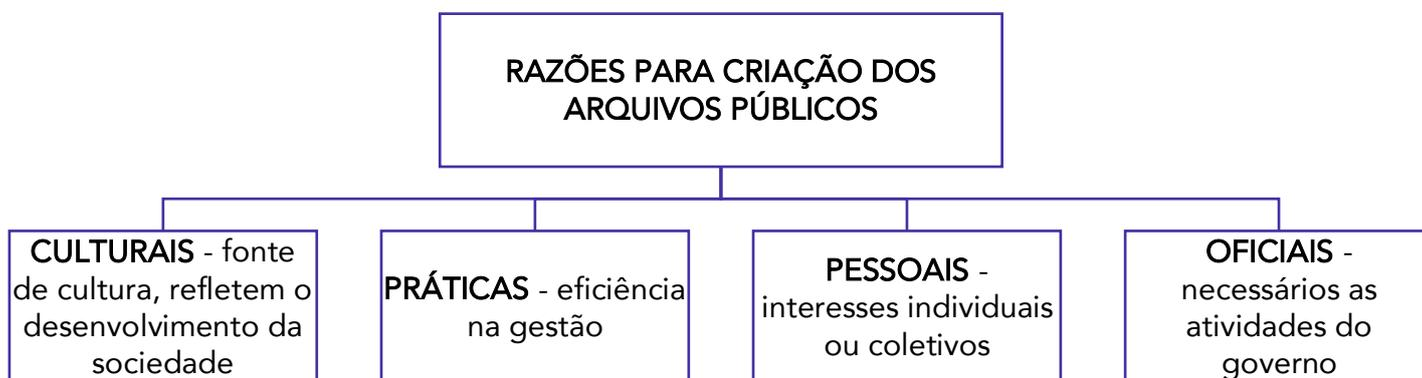 RAZÕES PARA CRIAÇÃO DOS
ARQUIVOS PÚBLICOS
CULTURAIS - fonte
de cultura, refletem o
desenvolvimento da
sociedade
PRÁTICAS - eficiência
na gestão
PESSOAIS -
interesses individuais
ou coletivos
OFICIAIS -
necessários as
atividades do
governo